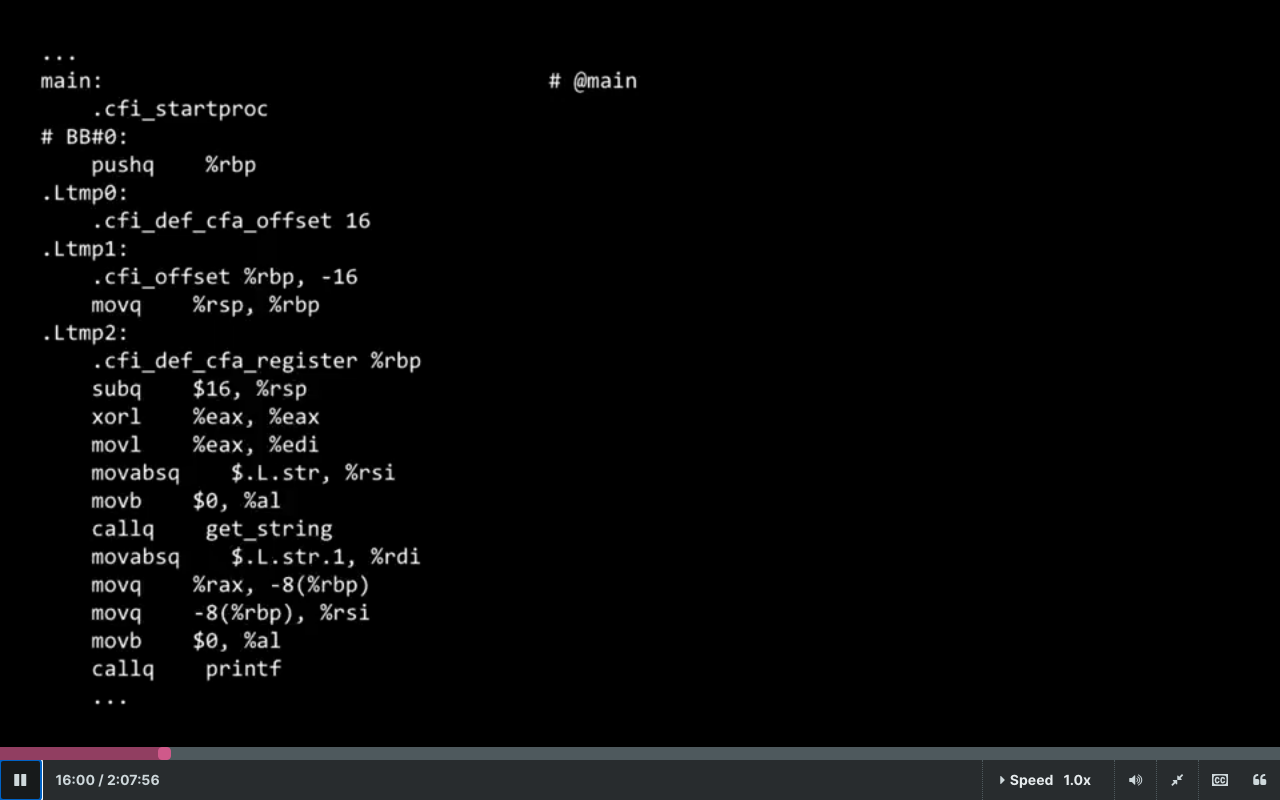 ...
main:                                   # @main
    .cfi_startproc
# BB#0:
    pushq    %rbp
.Ltmp0:
    .cfi_def_cfa_offset 16
.Ltmp1:
    .cfi_offset %rbp, -16
    movq    %rsp, %rbp
.Ltmp2:
    .cfi_def_cfa_register %rbp
    subq    $16, %rsp
    xorl    %eax, %eax
    movl    %eax, %edi
    movabsq    $.L.str, %rsi
    movb    $0, %al
    callq    get_string
    movabsq    $.L.str.1, %rdi
    movq    %rax, -8(%rbp)
    movq    -8(%rbp), %rsi
    movb    $0, %al
    callq    printf
    ...
16:00 / 2:07:56 Speed 1.0x CC